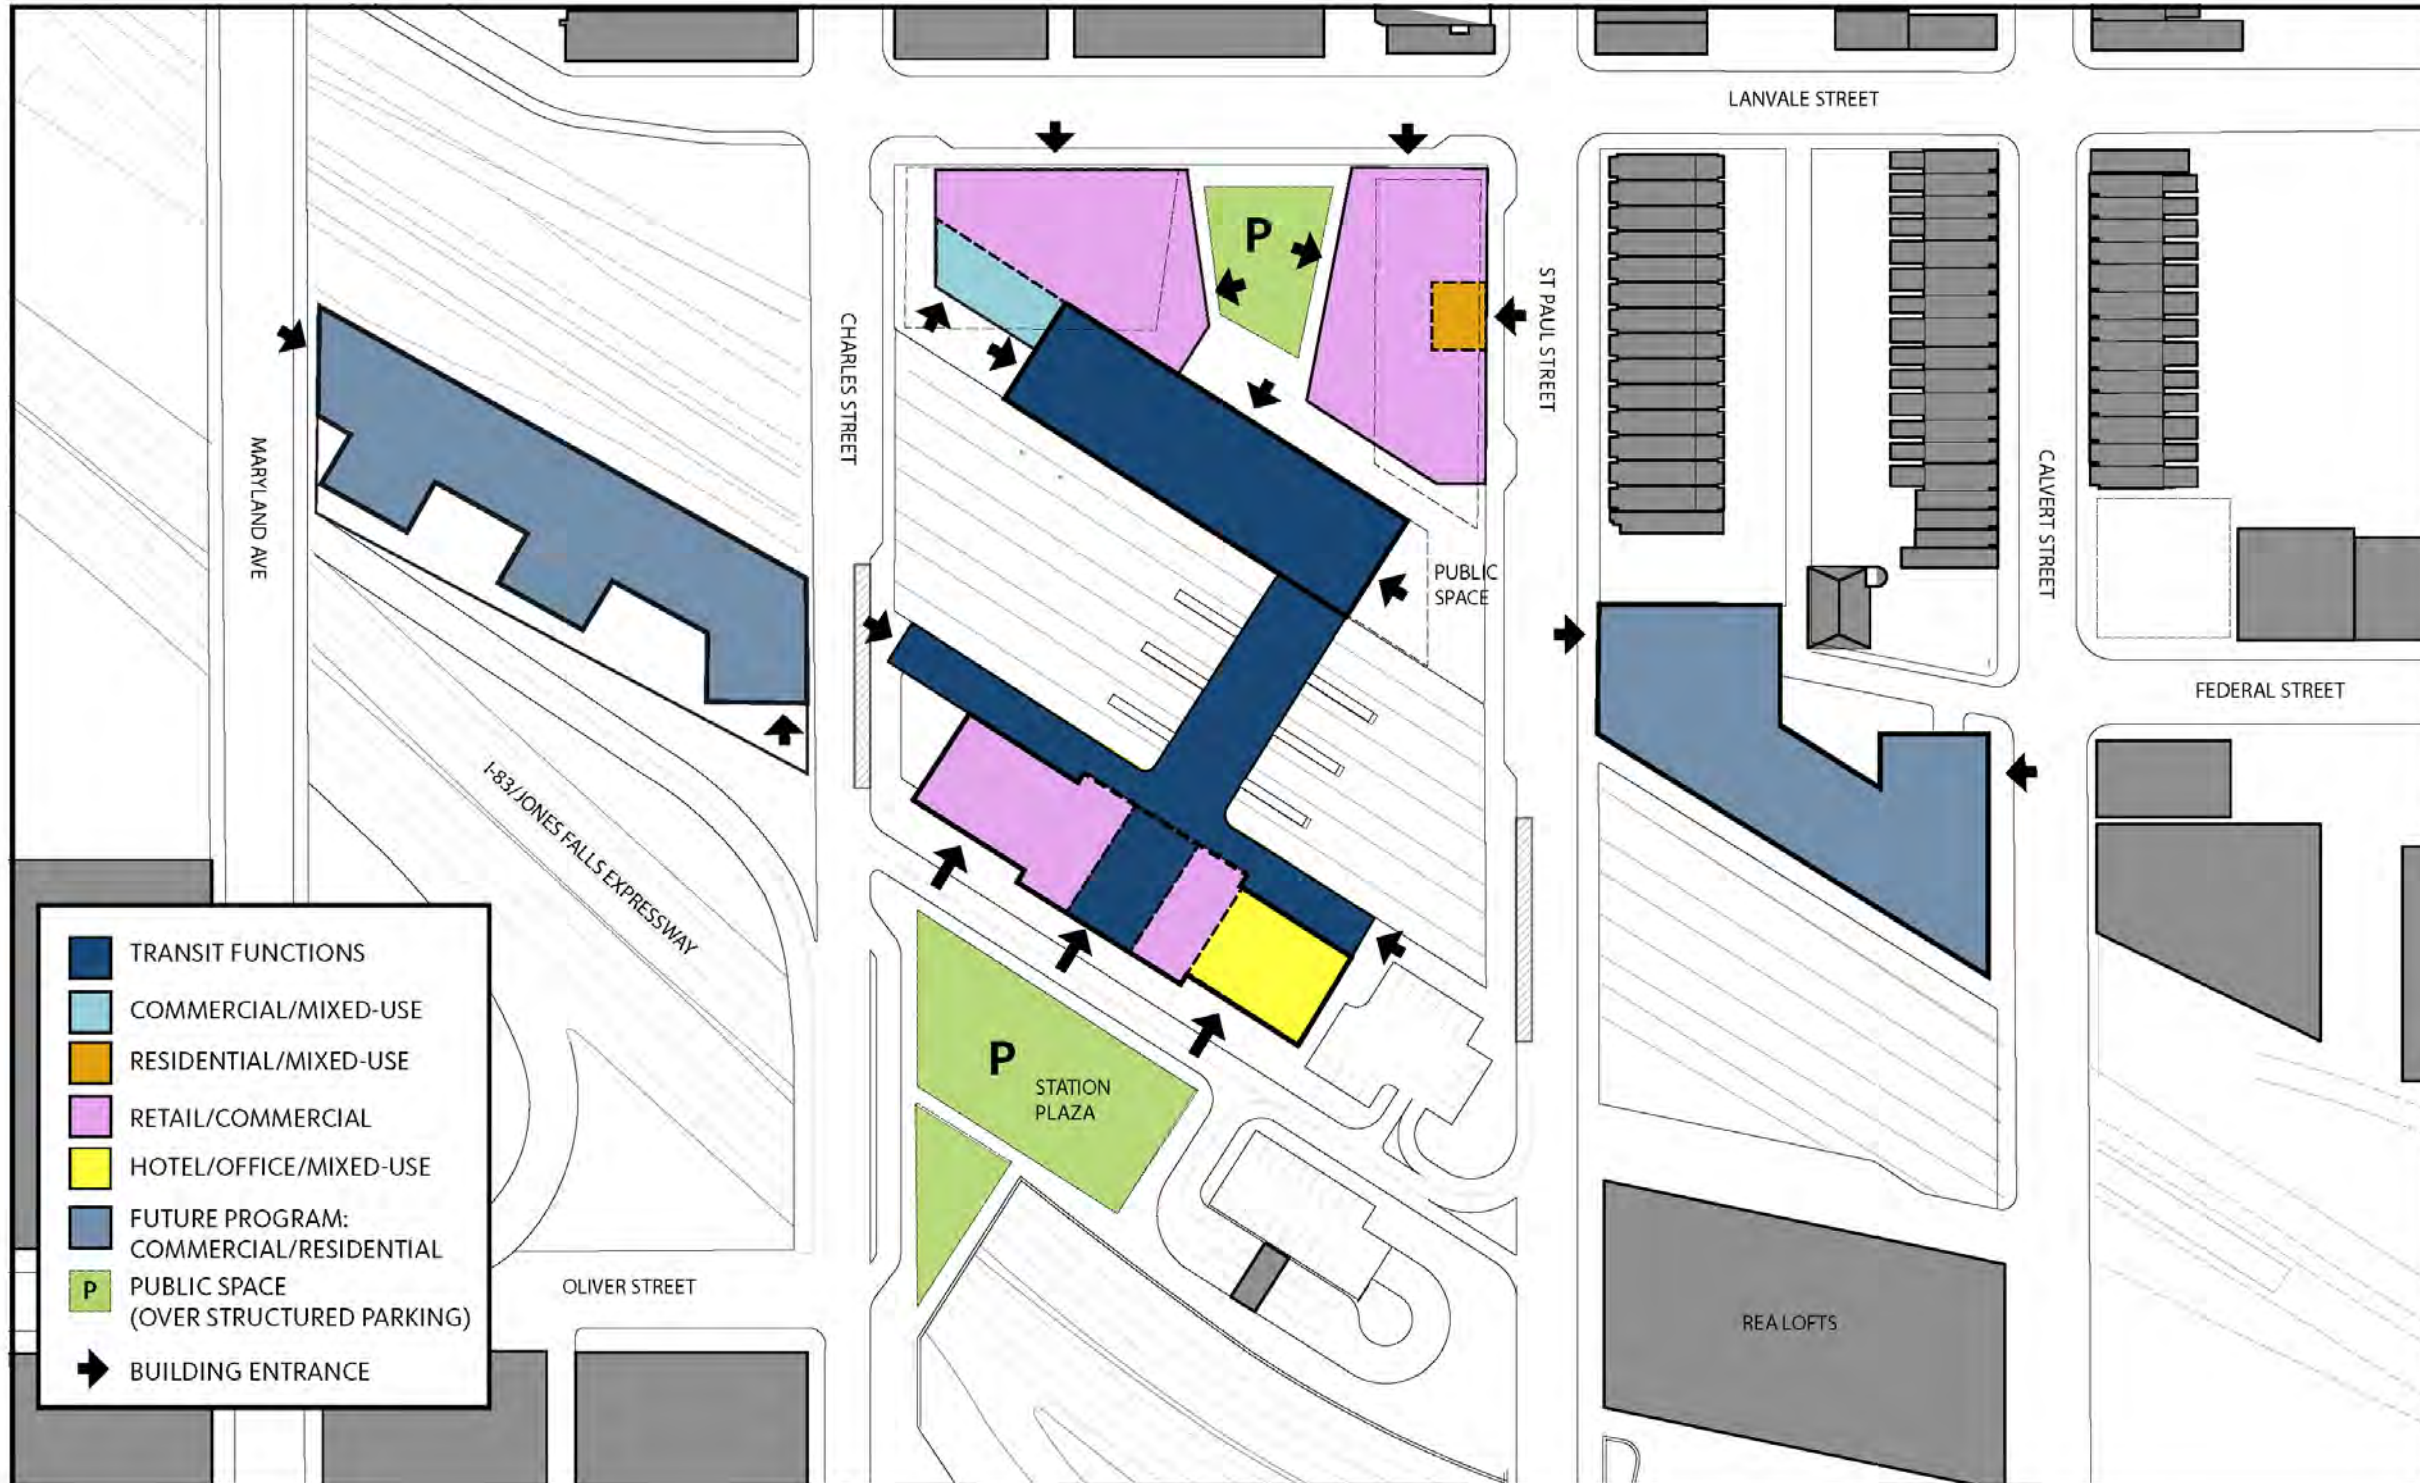 LANVALE STREET
P
ST PAUL STREET
CHARLES STREET
MARYLAND AVE
CALVERT STREET
PUBLIC
SPACE
FEDERAL STREET
I-83/JONES FALLS EXPRESSWAY
P
STATION
PLAZA
OLIVER STREET
REA LOFTS
TRANSIT FUNCTIONS
COMMERCIAL/MIXED-USE
RESIDENTIAL/MIXED-USE
RETAIL/COMMERCIAL
HOTEL/OFFICE/MIXED-USE
FUTURE PROGRAM:
COMMERCIAL/RESIDENTIAL
P PUBLIC SPACE
(OVER STRUCTURED PARKING)
BUILDING ENTRANCE